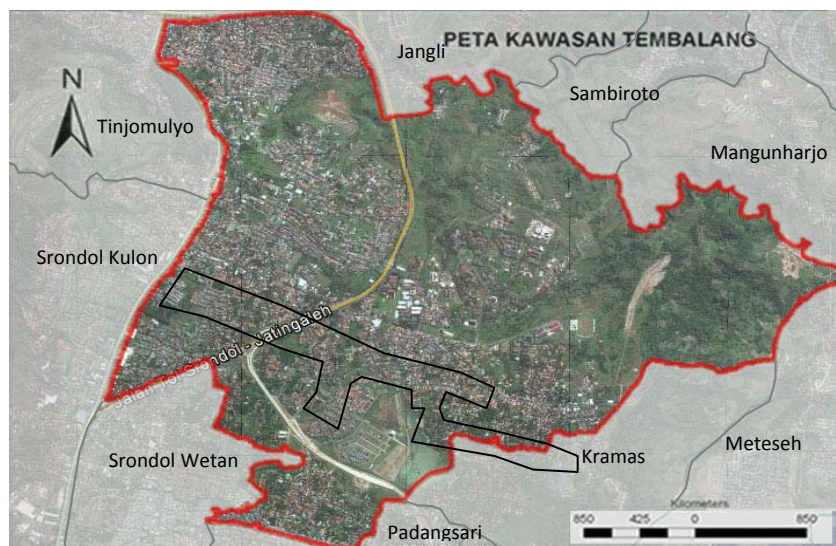 PETA KAWASAN TEMBALANG
Jangli
N
Sambiroto
Tinjomulyo
Mangunharjo
Srondol Kulon
Jalan Tol Srondol - Jatingaleh
Meteseh
Srondol Wetan
Kramas
Padangsari
Kilometers
850 425 0 850